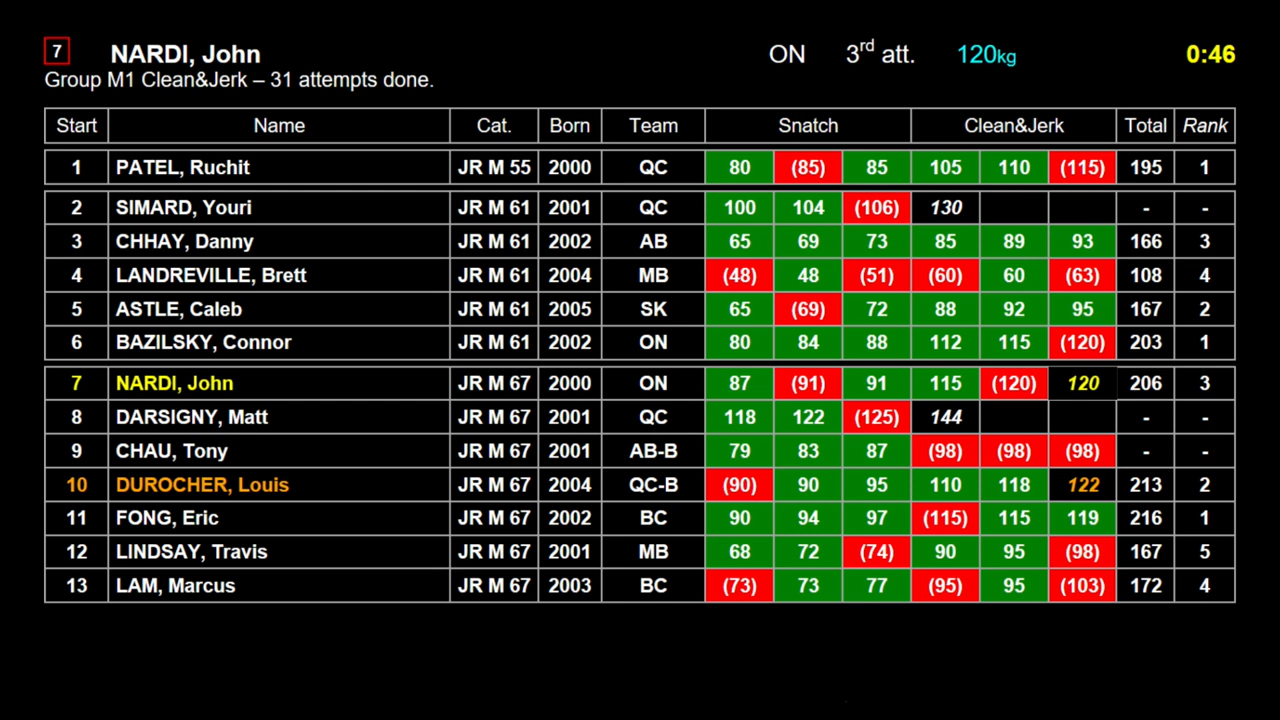 7 NARDI, John ON 3rd att. 120kg 0:46
Group M1 Clean&Jerk – 31 attempts done.
Start Name Cat. Born Team Snatch Clean&Jerk Total Rank
1 PATEL, Ruchit JR M 55 2000 QC 80 (85) 85 105 110 (115) 195 1
2 SIMARD, Youri JR M 61 2001 QC 100 104 (106) 130 - -
3 CHHAY, Danny JR M 61 2002 AB 65 69 73 85 89 93 166 3
4 LANDREVILLE, Brett JR M 61 2004 MB (48) 48 (51) (60) 60 (63) 108 4
5 ASTLE, Caleb JR M 61 2005 SK 65 (69) 72 88 92 95 167 2
6 BAZILSKY, Connor JR M 61 2002 ON 80 84 88 112 115 (120) 203 1
7 NARDI, John JR M 67 2000 ON 87 (91) 91 115 (120) 120 206 3
8 DARSIGNY, Matt JR M 67 2001 QC 118 122 (125) 144 - -
9 CHAU, Tony JR M 67 2001 AB-B 79 83 87 (98) (98) (98) - -
10 DUROCHER, Louis JR M 67 2004 QC-B (90) 90 95 110 118 122 213 2
11 FONG, Eric JR M 67 2002 BC 90 94 97 (115) 115 119 216 1
12 LINDSAY, Travis JR M 67 2001 MB 68 72 (74) 90 95 (98) 167 5
13 LAM, Marcus JR M 67 2003 BC (73) 73 77 (95) 95 (103) 172 4